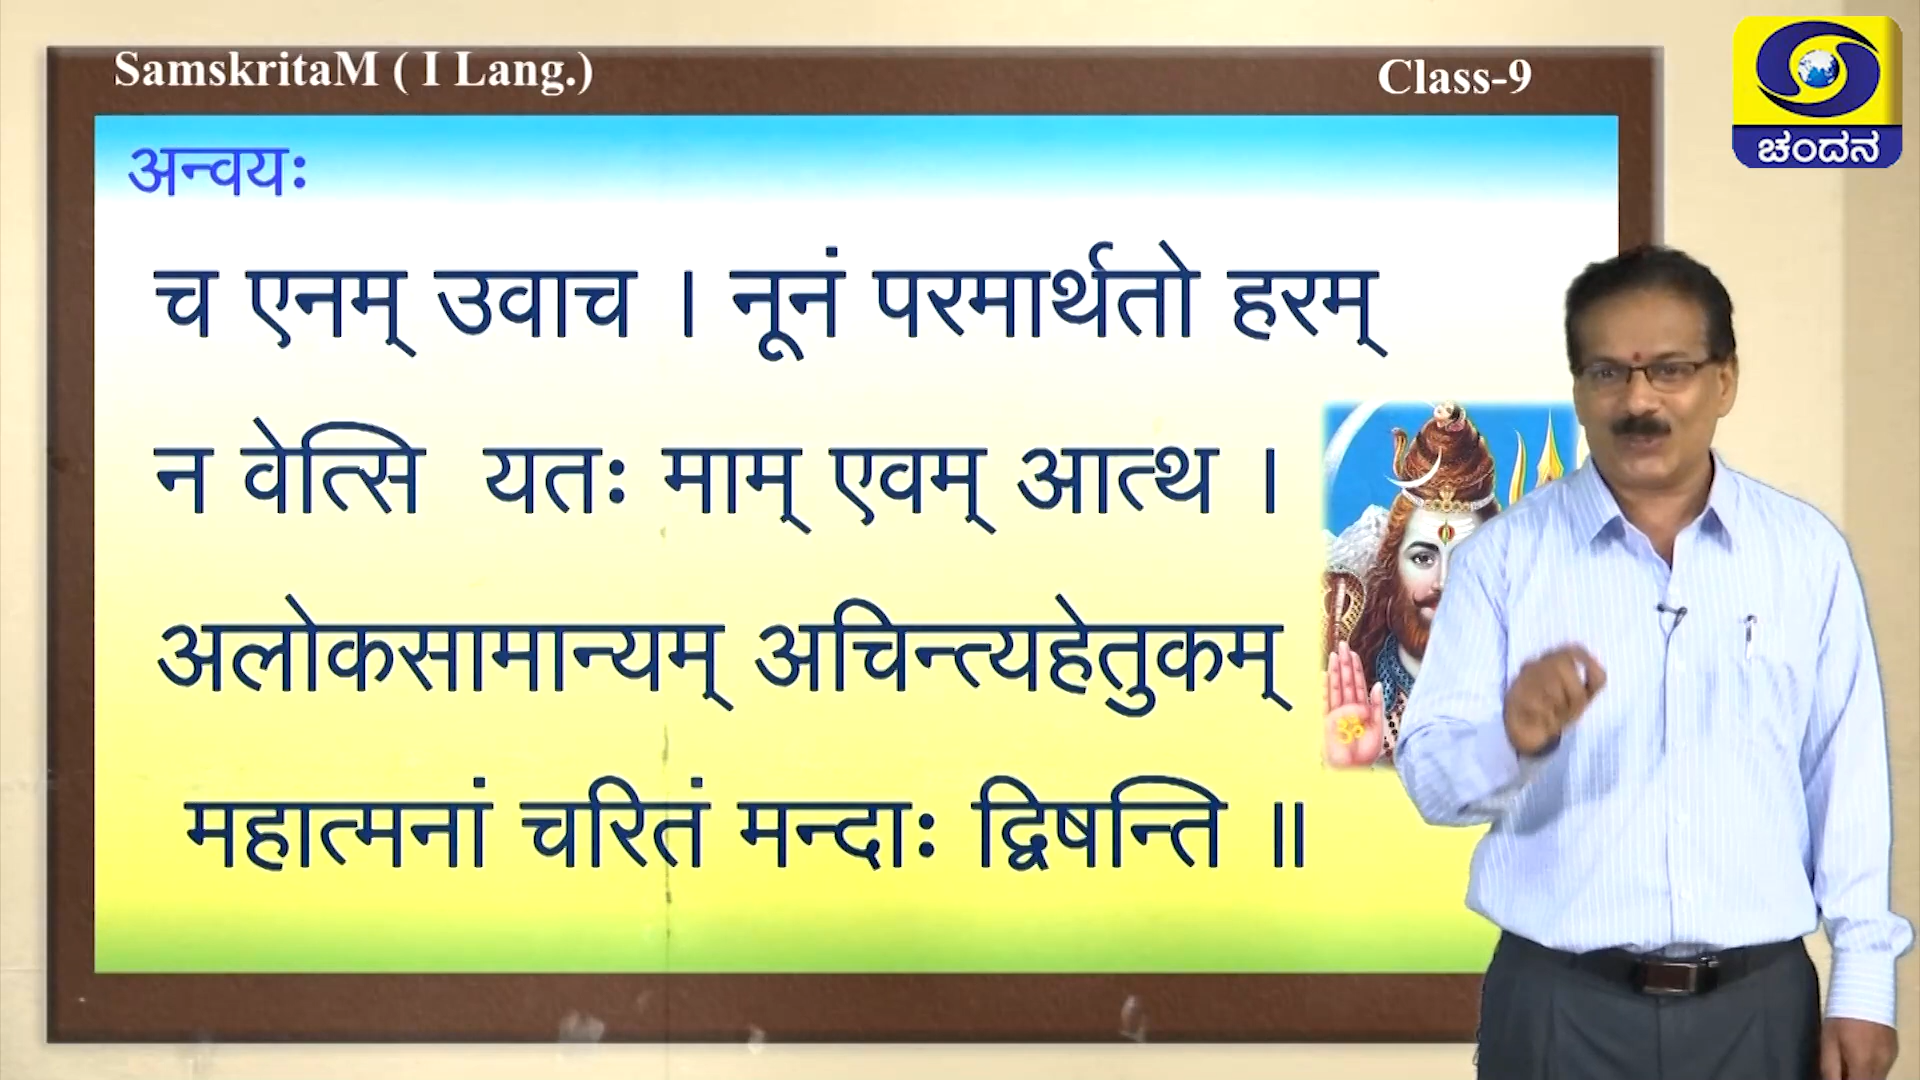 SamskritaM ( I Lang.)
Class-9
ಚಂದನ
अन्वयः
च एनम् उवाच । नूनं परमार्थतो हरम्
न वेत्सि यतः माम् एवम् आत्थ ।
अलोकसामान्यम् अचिन्त्यहेतुकम्
महात्मनां चरितं मन्दाः द्विषन्ति ॥
ॐ